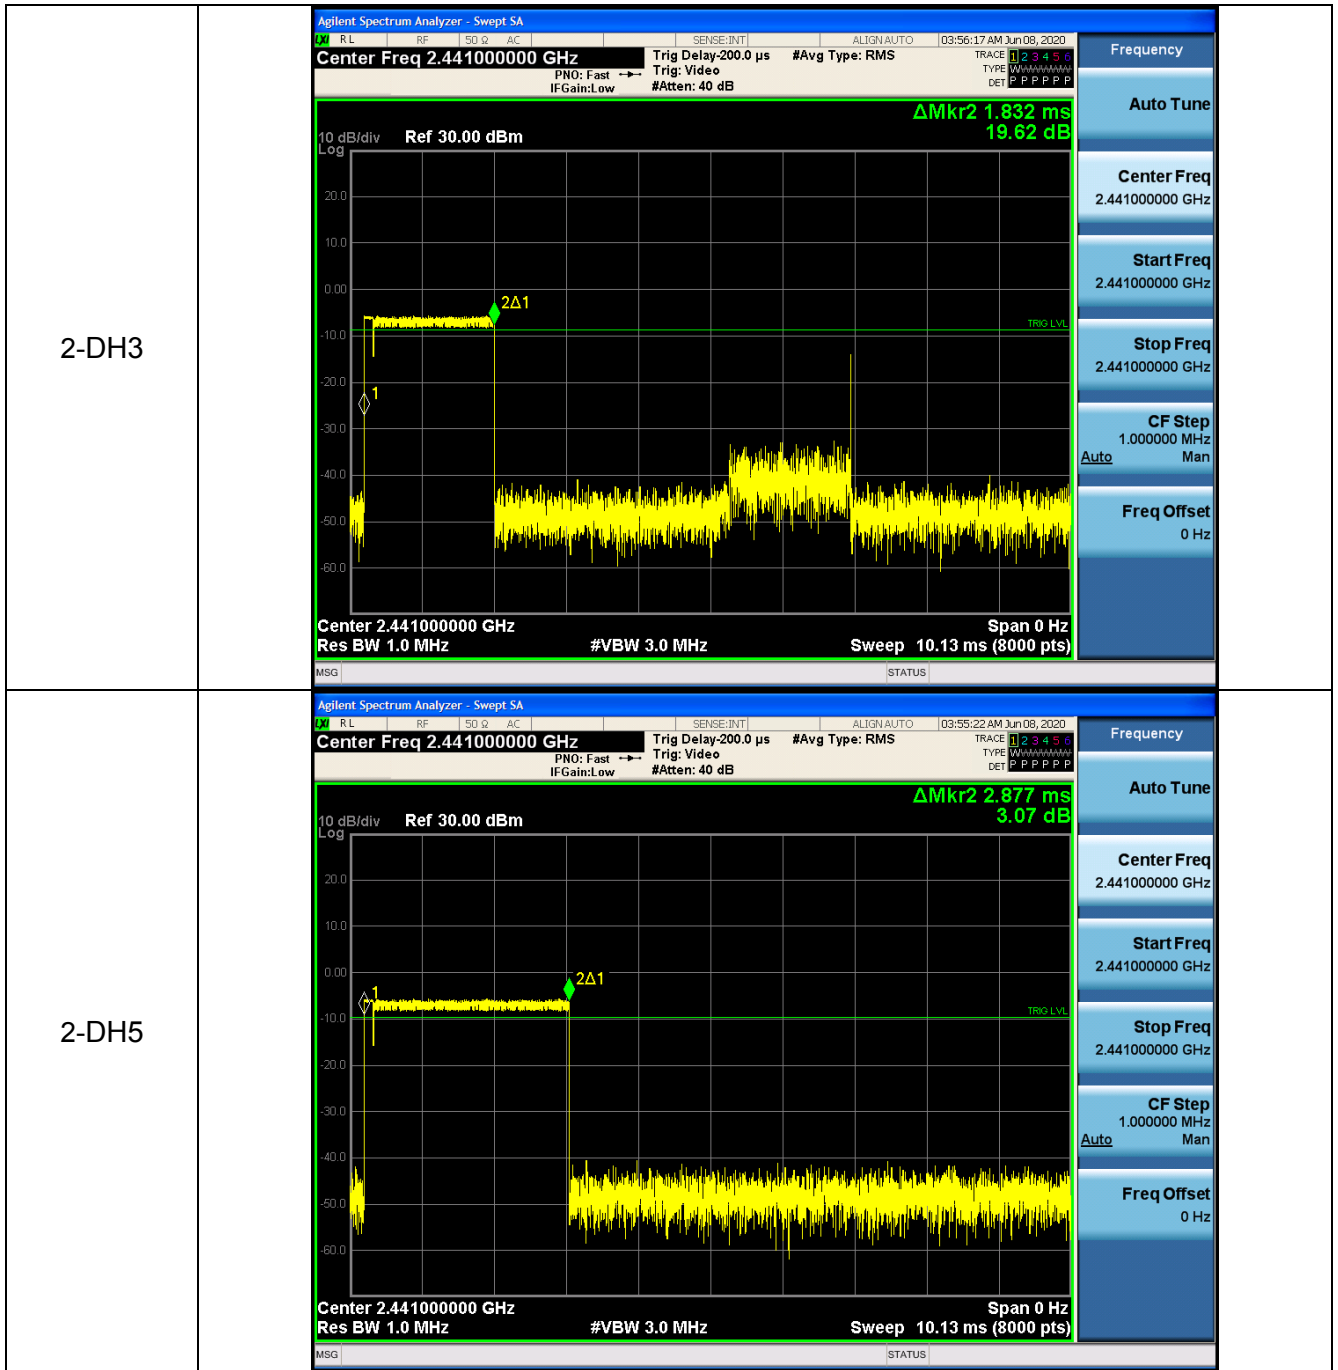 2-DH3
Agilent Spectrum Analyzer - Swept SA
LXI RL RF 50 Ω AC SENSE:INT ALIGN AUTO 03:56:17 AM Jun 08, 2020
Center Freq 2.441000000 GHz
PNO: Fast
IFGain:Low
Trig Delay-200.0 µs
Trig: Video
#Atten: 40 dB
#Avg Type: RMS
TRACE 1 2 3 4 5 6
TYPE WWWWWW
DET P P P P P P
ΔMkr2 1.832 ms
19.62 dB
10 dB/div Ref 30.00 dBm
Log
20.0
10.0
0.00
-10.0
-20.0
-30.0
-40.0
-50.0
-60.0
2Δ1
1
TRIG LVL
Center 2.441000000 GHz Span 0 Hz
Res BW 1.0 MHz #VBW 3.0 MHz Sweep 10.13 ms (8000 pts)
MSG STATUS
Frequency
Auto Tune
Center Freq
2.441000000 GHz
Start Freq
2.441000000 GHz
Stop Freq
2.441000000 GHz
CF Step
1.000000 MHz
Auto Man
Freq Offset
0 Hz
2-DH5
Agilent Spectrum Analyzer - Swept SA
LXI RL RF 50 Ω AC SENSE:INT ALIGN AUTO 03:55:22 AM Jun 08, 2020
Center Freq 2.441000000 GHz
PNO: Fast
IFGain:Low
Trig Delay-200.0 µs
Trig: Video
#Atten: 40 dB
#Avg Type: RMS
TRACE 1 2 3 4 5 6
TYPE WWWWWW
DET P P P P P P
ΔMkr2 2.877 ms
3.07 dB
10 dB/div Ref 30.00 dBm
Log
20.0
10.0
0.00
-10.0
-20.0
-30.0
-40.0
-50.0
-60.0
2Δ1
1
TRIG LVL
Center 2.441000000 GHz Span 0 Hz
Res BW 1.0 MHz #VBW 3.0 MHz Sweep 10.13 ms (8000 pts)
MSG STATUS
Frequency
Auto Tune
Center Freq
2.441000000 GHz
Start Freq
2.441000000 GHz
Stop Freq
2.441000000 GHz
CF Step
1.000000 MHz
Auto Man
Freq Offset
0 Hz